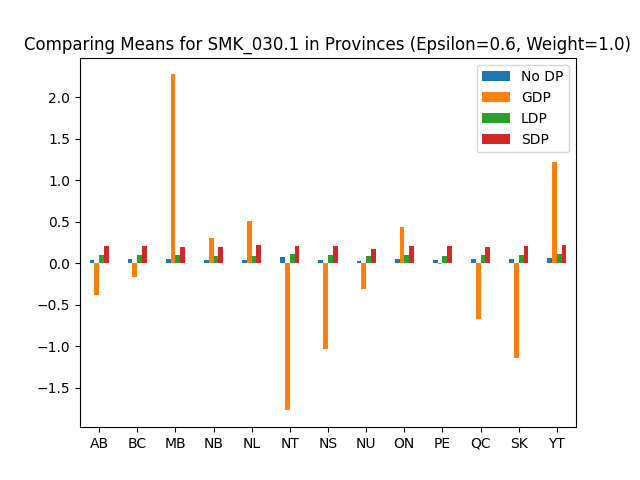 Comparing Means for SMK_030.1 in Provinces (Epsilon=0.6, Weight=1.0)
No DP
GDP
LDP
SDP
2.0
1.5
1.0
0.5
0.0
−0.5
−1.0
−1.5
AB BC MB NB NL NT NS NU ON PE QC SK YT